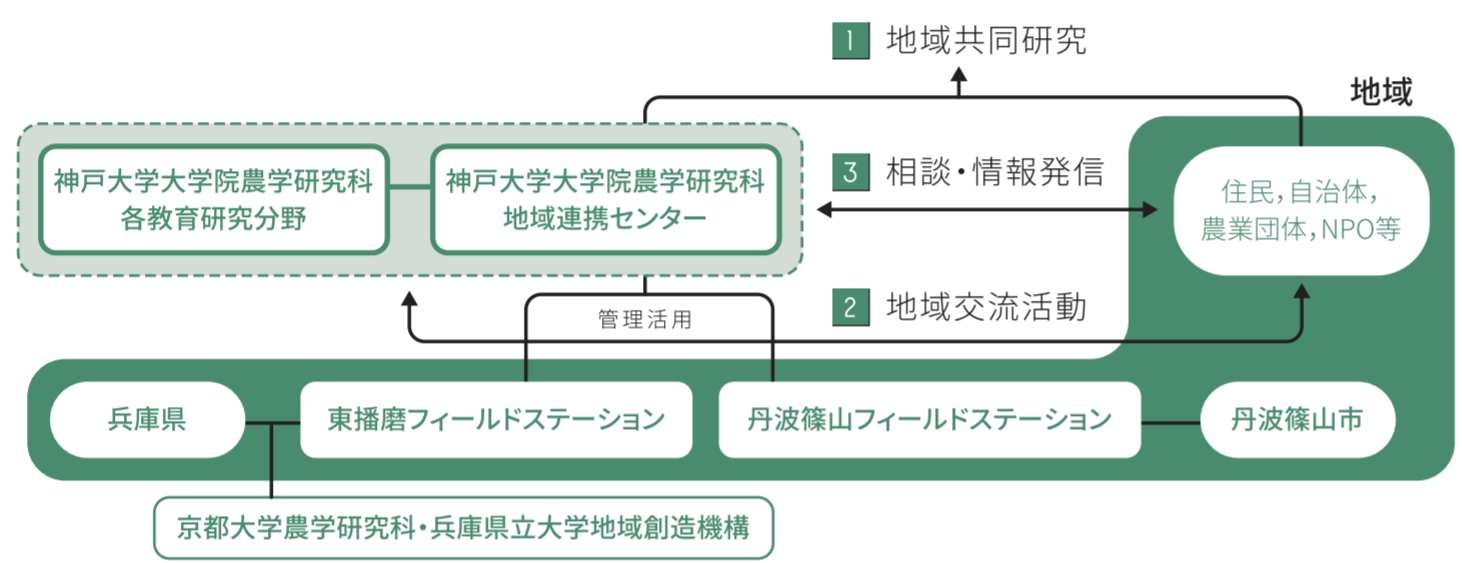 1 地域共同研究
地域
神戸大学大学院農学研究科
各教育研究分野
神戸大学大学院農学研究科
地域連携センター
3 相談・情報発信
住民，自治体，
農業団体，NPO等
管理活用
2 地域交流活動
兵庫県
東播磨フィールドステーション
丹波篠山フィールドステーション
丹波篠山市
京都大学農学研究科・兵庫県立大学地域創造機構